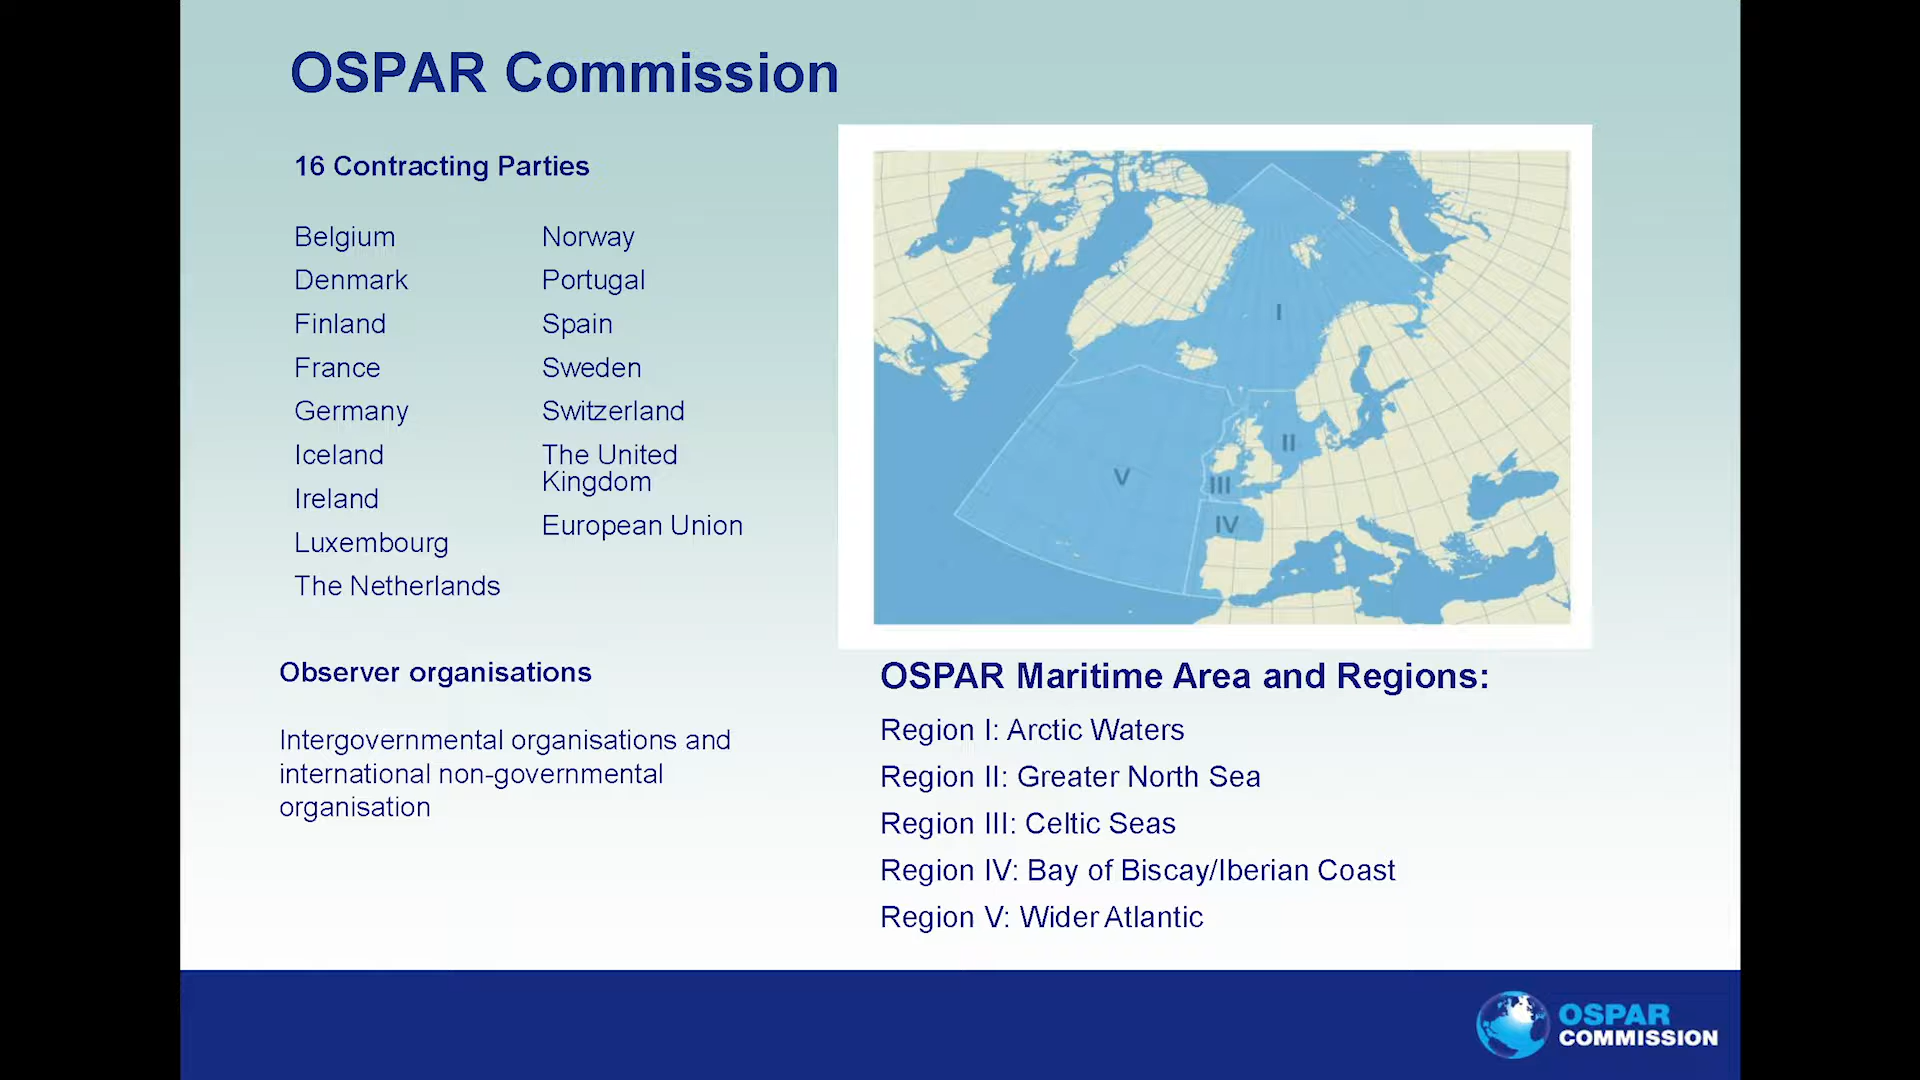 OSPAR Commission
16 Contracting Parties
Belgium
Denmark
Finland
France
Germany
Iceland
Ireland
Luxembourg
The Netherlands
Norway
Portugal
Spain
Sweden
Switzerland
The United
Kingdom
European Union
Observer organisations
Intergovernmental organisations and
international non-governmental
organisation
I
II
III
IV
V
OSPAR Maritime Area and Regions:
Region I: Arctic Waters
Region II: Greater North Sea
Region III: Celtic Seas
Region IV: Bay of Biscay/Iberian Coast
Region V: Wider Atlantic
OSPAR
COMMISSION